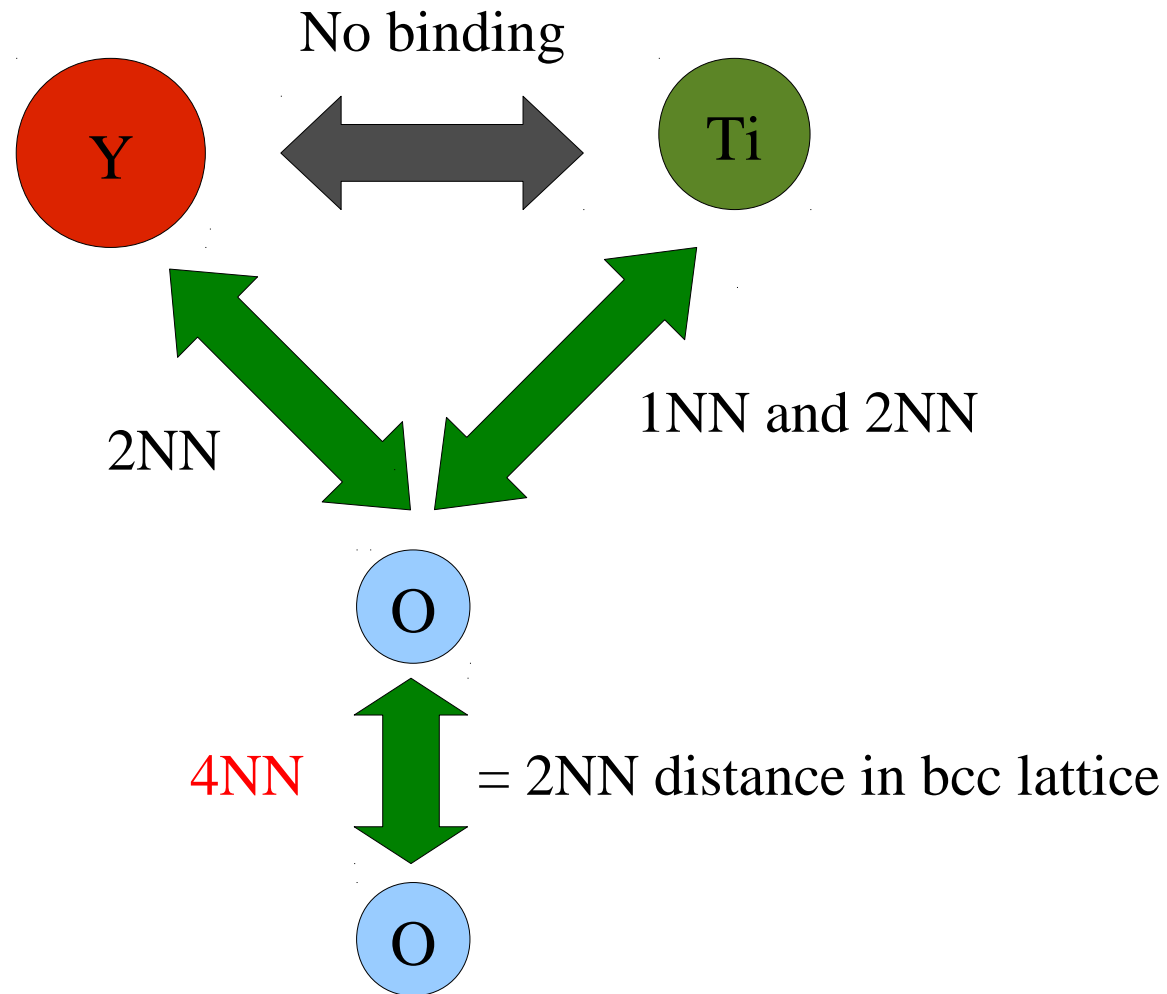 No binding
Y
Ti
2NN
1NN and 2NN
O
4NN
= 2NN distance in bcc lattice
O